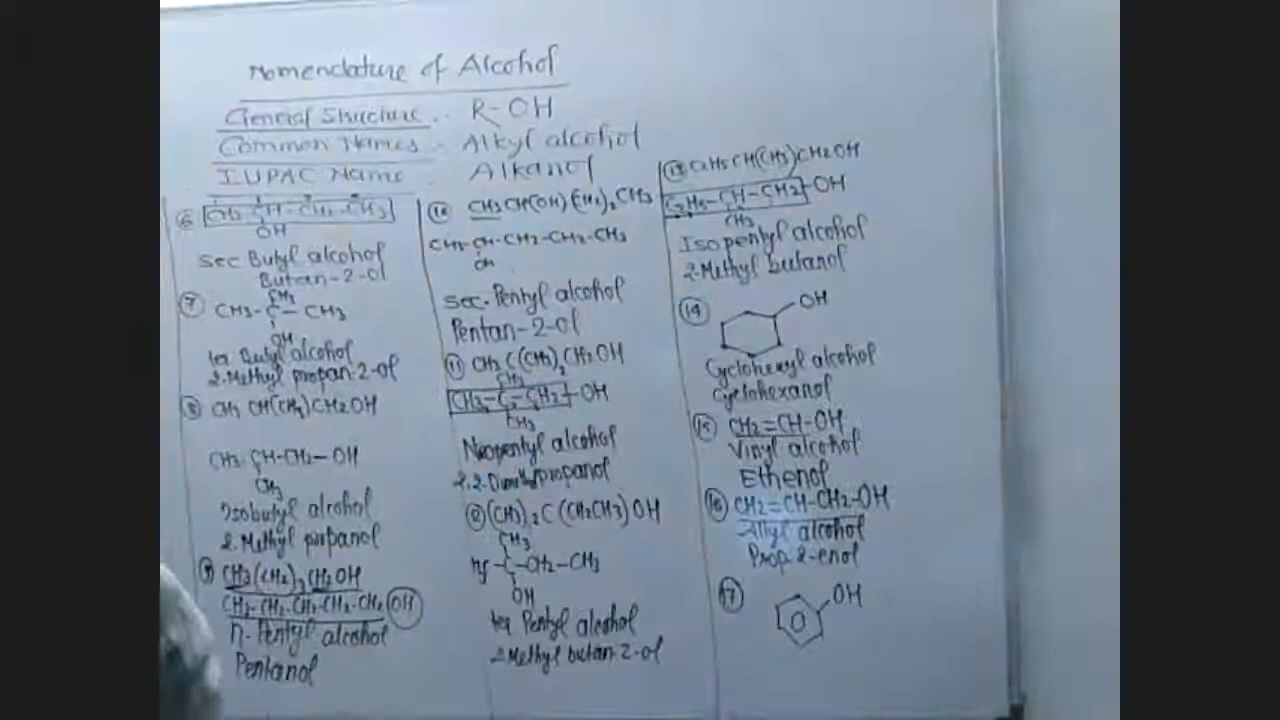 Nomenclature of Alcohol
General Structure .. R-OH
Common Names - Alkyl alcohol
IUPAC Name - Alkanol
⑥ CH3-CH-CH2-CH3
OH
sec Butyl alcohol
Butan-2-ol
⑦ CH3
CH3-C-CH3
OH
ter Butyl alcohol
2-Methyl propan-2-ol
⑧ CH3 CH(CH3)CH2OH
CH3-CH-CH2-OH
CH3
Isobutyl alcohol
2-Methyl propanol
⑨ CH3(CH2)3CH2OH
CH3-CH2-CH2-CH2-CH2 OH
n-Pentyl alcohol
Pentanol
⑩ CH3CH(OH)(CH2)2CH3
CH3-CH-CH2-CH2-CH3
OH
sec-Pentyl alcohol
Pentan-2-ol
⑪ CH3C(CH3)2CH2OH
CH3
CH3-C-CH2-OH
CH3
Neopentyl alcohol
2,2-Dimethylpropanol
(CH3)2C(CH2CH3)OH
CH3
-C-CH2-CH3
OH
ter Pentyl alcohol
2Methyl butan-2-ol
⑬ C2H5CH(CH3)CH2OH
C2H5-CH-CH2-OH
CH3
Isopentyl alcohol
2-Methyl butanol
⑭ OH
Cyclohexyl alcohol
Cyclohexanol
⑮ CH2=CH-OH
Vinyl alcohol
Ethenol
⑯ CH2=CH-CH2-OH
Allyl alcohol
Prop-2-enol
⑰ OH